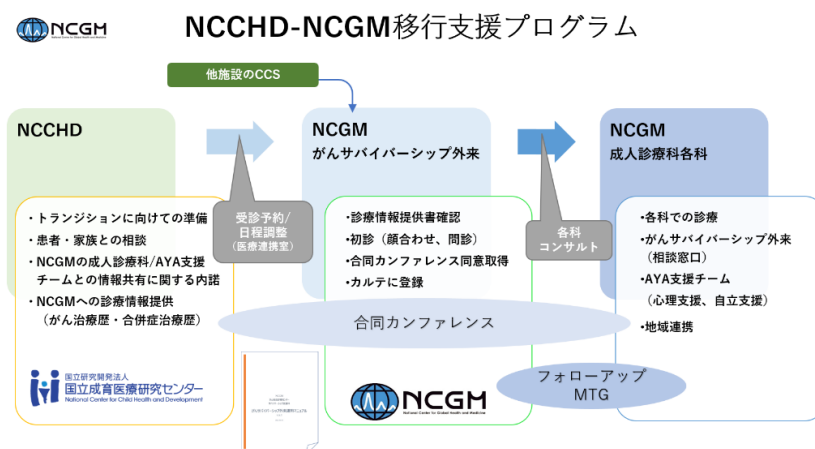 NCGM
National Center for Global Health and Medicine
NCCHD-NCGM移行支援プログラム
他施設のCCS
NCCHD
NCGM
がんサバイバーシップ外来
NCGM
成人診療科各科
・トランジションに向けての準備
・患者・家族との相談
・NCGMの成人診療科/AYA支援
チームとの情報共有に関する内諾
・NCGMへの診療情報提供
(がん治療歴・合併症治療歴)
国立研究開発法人
国立成育医療研究センター
National Center for Child Health and Development
受診予約/
日程調整
(医療連携室)
・診療情報提供書確認
・初診(顔合わせ、問診)
・合同カンファレンス同意取得
・カルテに登録
各科
コンサルト
・各科での診療
・がんサバイバーシップ外来
(相談窓口)
・AYA支援チーム
(心理支援、自立支援)
・地域連携
合同カンファレンス
フォローアップ
MTG
NCGM
National Center for Global Health and Medicine